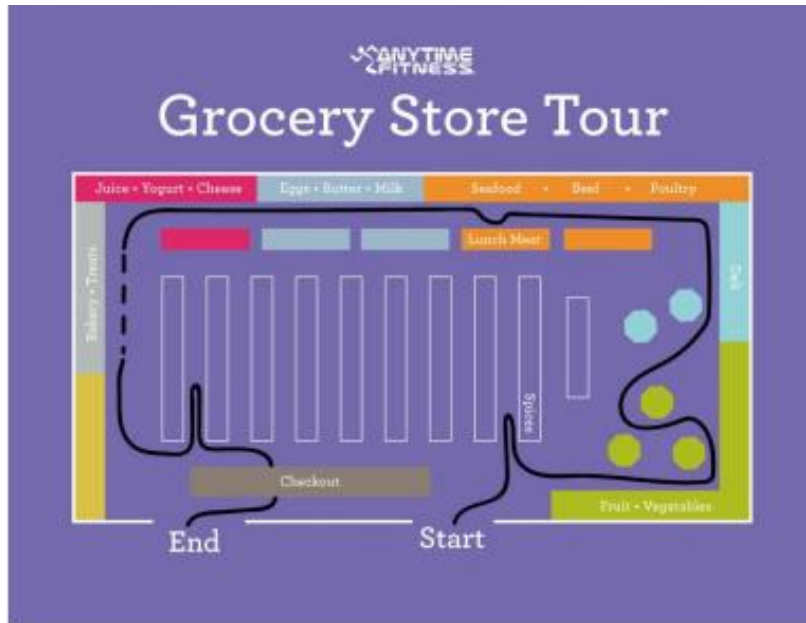 ANYTIME
FITNESS
Grocery Store Tour
Juice • Yogurt • Cheese
Eggs • Butter • Milk
Seafood • Beef • Poultry
Lunch Meat
Bakery • Treats
Deli
Spices
Checkout
Fruit • Vegetables
End
Start